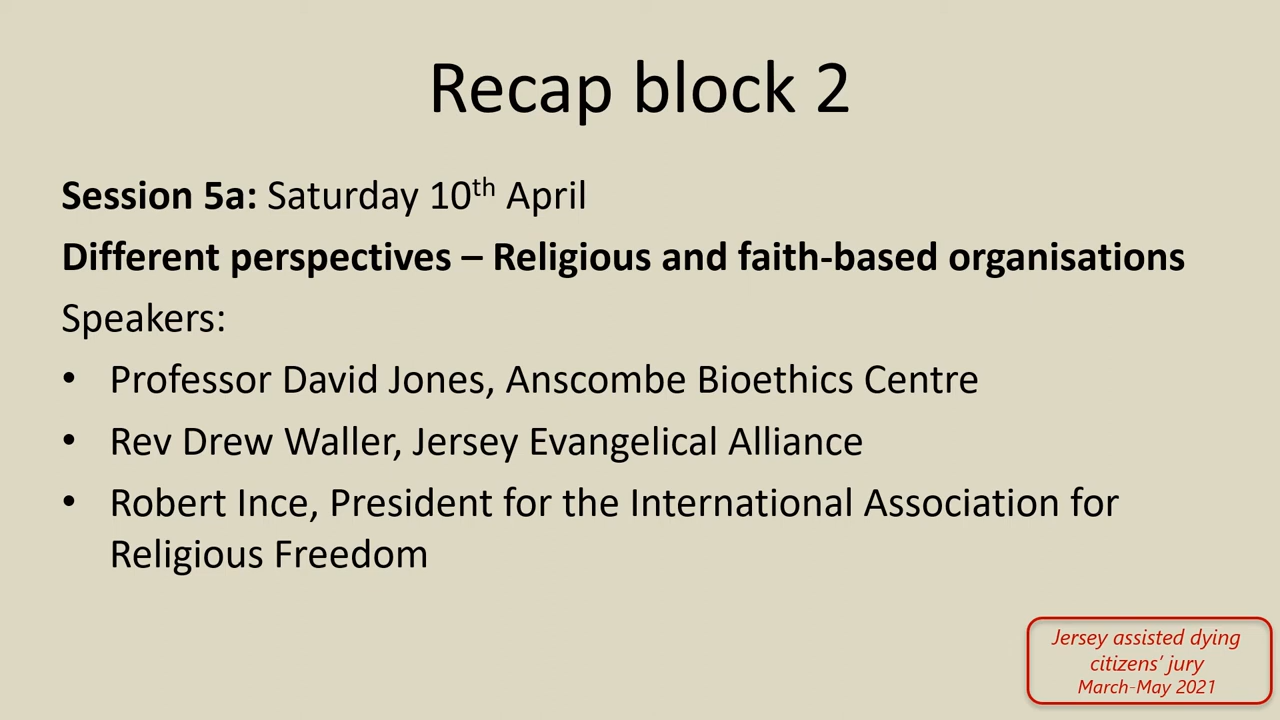 Recap block 2
Session 5a: Saturday 10th April
Different perspectives – Religious and faith-based organisations
Speakers:
• Professor David Jones, Anscombe Bioethics Centre
• Rev Drew Waller, Jersey Evangelical Alliance
• Robert Ince, President for the International Association for
Religious Freedom
Jersey assisted dying
citizens' jury
March-May 2021